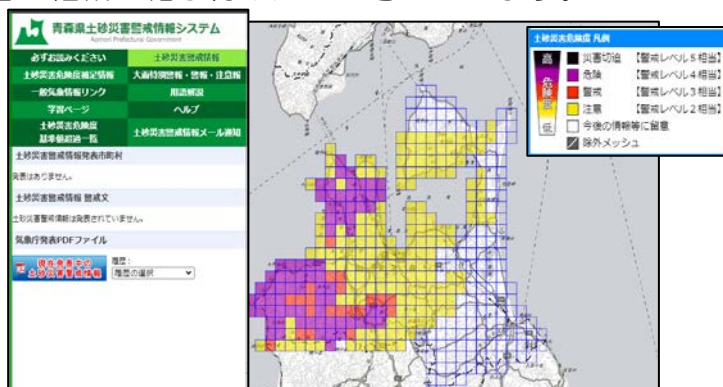 青森県土砂災害警戒情報システム
Aomori Prefectural Government
必ずお読みください
土砂災害警戒情報
土砂災害危険度補足情報
大雨特別警報・警報・注意報
一般気象情報リンク
用語解説
学習ページ
ヘルプ
土砂災害危険度
基準値超過一覧
土砂災害警戒情報メール通知
土砂災害警戒情報発表市町村
発表はありません。
土砂災害警戒情報 警戒文
土砂災害警戒情報は発表されていません。
気象庁発表PDFファイル
現在発表中の
土砂災害警戒情報
履歴:
履歴の選択
土砂災害危険度 凡例
高
危険度
低
災害切迫 【警戒レベル5相当】
危険 【警戒レベル4相当】
警戒 【警戒レベル3相当】
注意 【警戒レベル2相当】
今後の情報等に留意
除外メッシュ